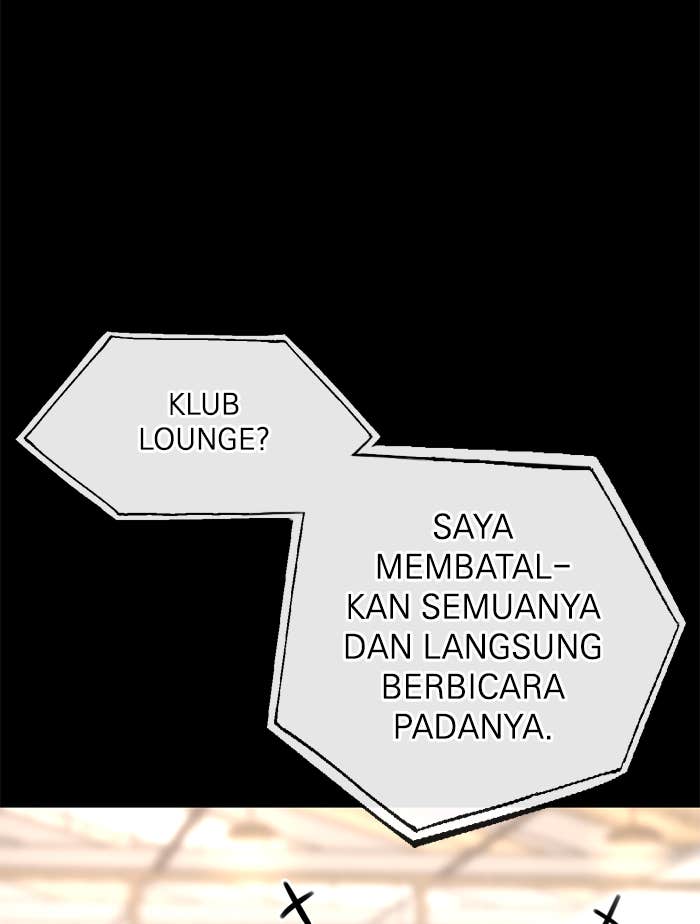 KLUB
LOUNGE?
SAYA
MEMBATAL-
KAN SEMUANYA
DAN LANGSUNG
BERBICARA
PADANYA.